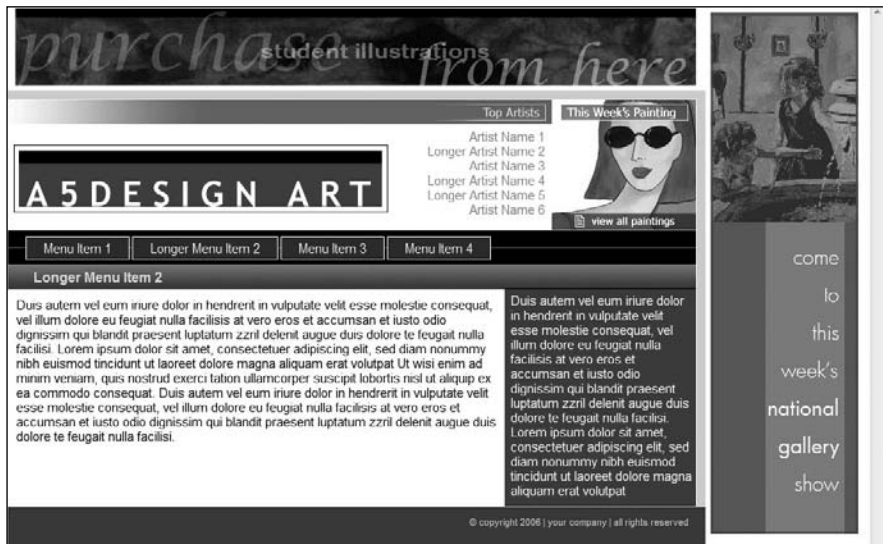 purchase
student illustrations
from here
Top Artists
This Week's Painting
Artist Name 1
Longer Artist Name 2
Artist Name 3
Longer Artist Name 4
Longer Artist Name 5
Artist Name 6
view all paintings
A5DESIGN ART
Menu Item 1
Longer Menu Item 2
Menu Item 3
Menu Item 4
Longer Menu Item 2
Duis autem vel eum iriure dolor in hendrerit in vulputate velit esse molestie consequat,
vel illum dolore eu feugiat nulla facilisis at vero eros et accumsan et iusto odio
dignissim qui blandit praesent luptatum zzril delenit augue duis dolore te feugait nulla
facilisi. Lorem ipsum dolor sit amet, consectetuer adipiscing elit, sed diam nonummy
nibh euismod tincidunt ut laoreet dolore magna aliquam erat volutpat Ut wisi enim ad
minim veniam, quis nostrud exerci tation ullamcorper suscipit lobortis nisl ut aliquip ex
ea commodo consequat. Duis autem vel eum iriure dolor in hendrerit in vulputate velit
esse molestie consequat, vel illum dolore eu feugiat nulla facilisis at vero eros et
accumsan et iusto odio dignissim qui blandit praesent luptatum zzril delenit augue duis
dolore te feugait nulla facilisi.
Duis autem vel eum iriure dolor
in hendrerit in vulputate velit
esse molestie consequat, vel
illum dolore eu feugiat nulla
facilisis at vero eros et
accumsan et iusto odio
dignissim qui blandit praesent
luptatum zzril delenit augue duis
dolore te feugait nulla facilisi.
Lorem ipsum dolor sit amet,
consectetuer adipiscing elit, sed
diam nonummy nibh euismod
tincidunt ut laoreet dolore magna
aliquam erat volutpat
© copyright 2006 | your company | all rights reserved
come
to
this
week's
national
gallery
show